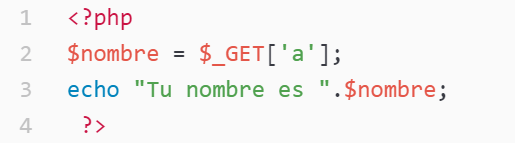 1 <?php
2 $nombre = $_GET['a'];
3 echo "Tu nombre es ".$nombre;
4 ?>